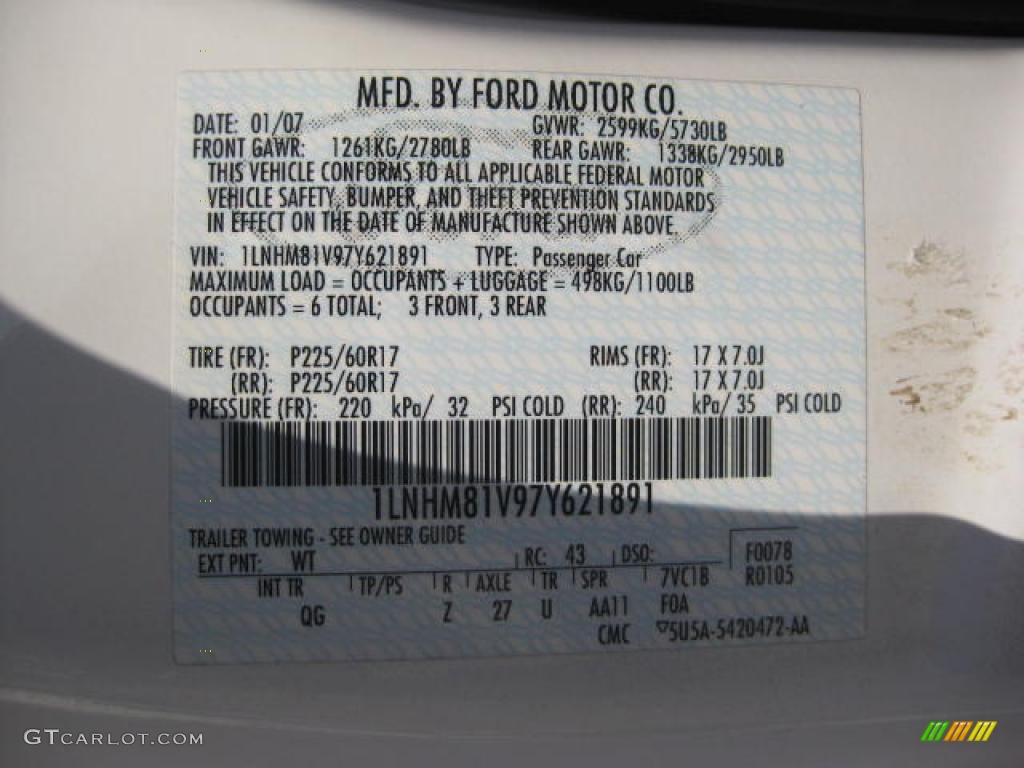 MFD. BY FORD MOTOR CO.
DATE: 01/07 GVWR: 2599KG/5730LB
FRONT GAWR: 1261KG/2780LB REAR GAWR: 1338KG/2950LB
THIS VEHICLE CONFORMS TO ALL APPLICABLE FEDERAL MOTOR
VEHICLE SAFETY, BUMPER, AND THEFT PREVENTION STANDARDS
IN EFFECT ON THE DATE OF MANUFACTURE SHOWN ABOVE.
VIN: 1LNHM81V97Y621891 TYPE: Passenger Car
MAXIMUM LOAD = OCCUPANTS + LUGGAGE = 498KG/1100LB
OCCUPANTS = 6 TOTAL; 3 FRONT, 3 REAR
TIRE (FR): P225/60R17 RIMS (FR): 17 X 7.0J
(RR): P225/60R17 (RR): 17 X 7.0J
PRESSURE (FR): 220 kPa/ 32 PSI COLD (RR): 240 kPa/ 35 PSI COLD
1LNHM81V97Y621891
TRAILER TOWING - SEE OWNER GUIDE
EXT PNT: WT RC: 43 DSO: F0078
INT TR TP/PS R AXLE TR SPR 7VC1B R0105
QG Z 27 U AA11 F0A
CMC ▽5U5A-5420472-AA
GTCARLOT.COM